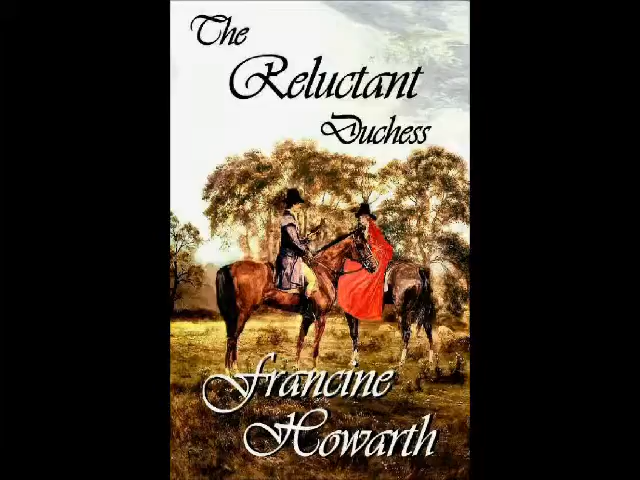 The
Reluctant
Duchess
Francine
Howarth